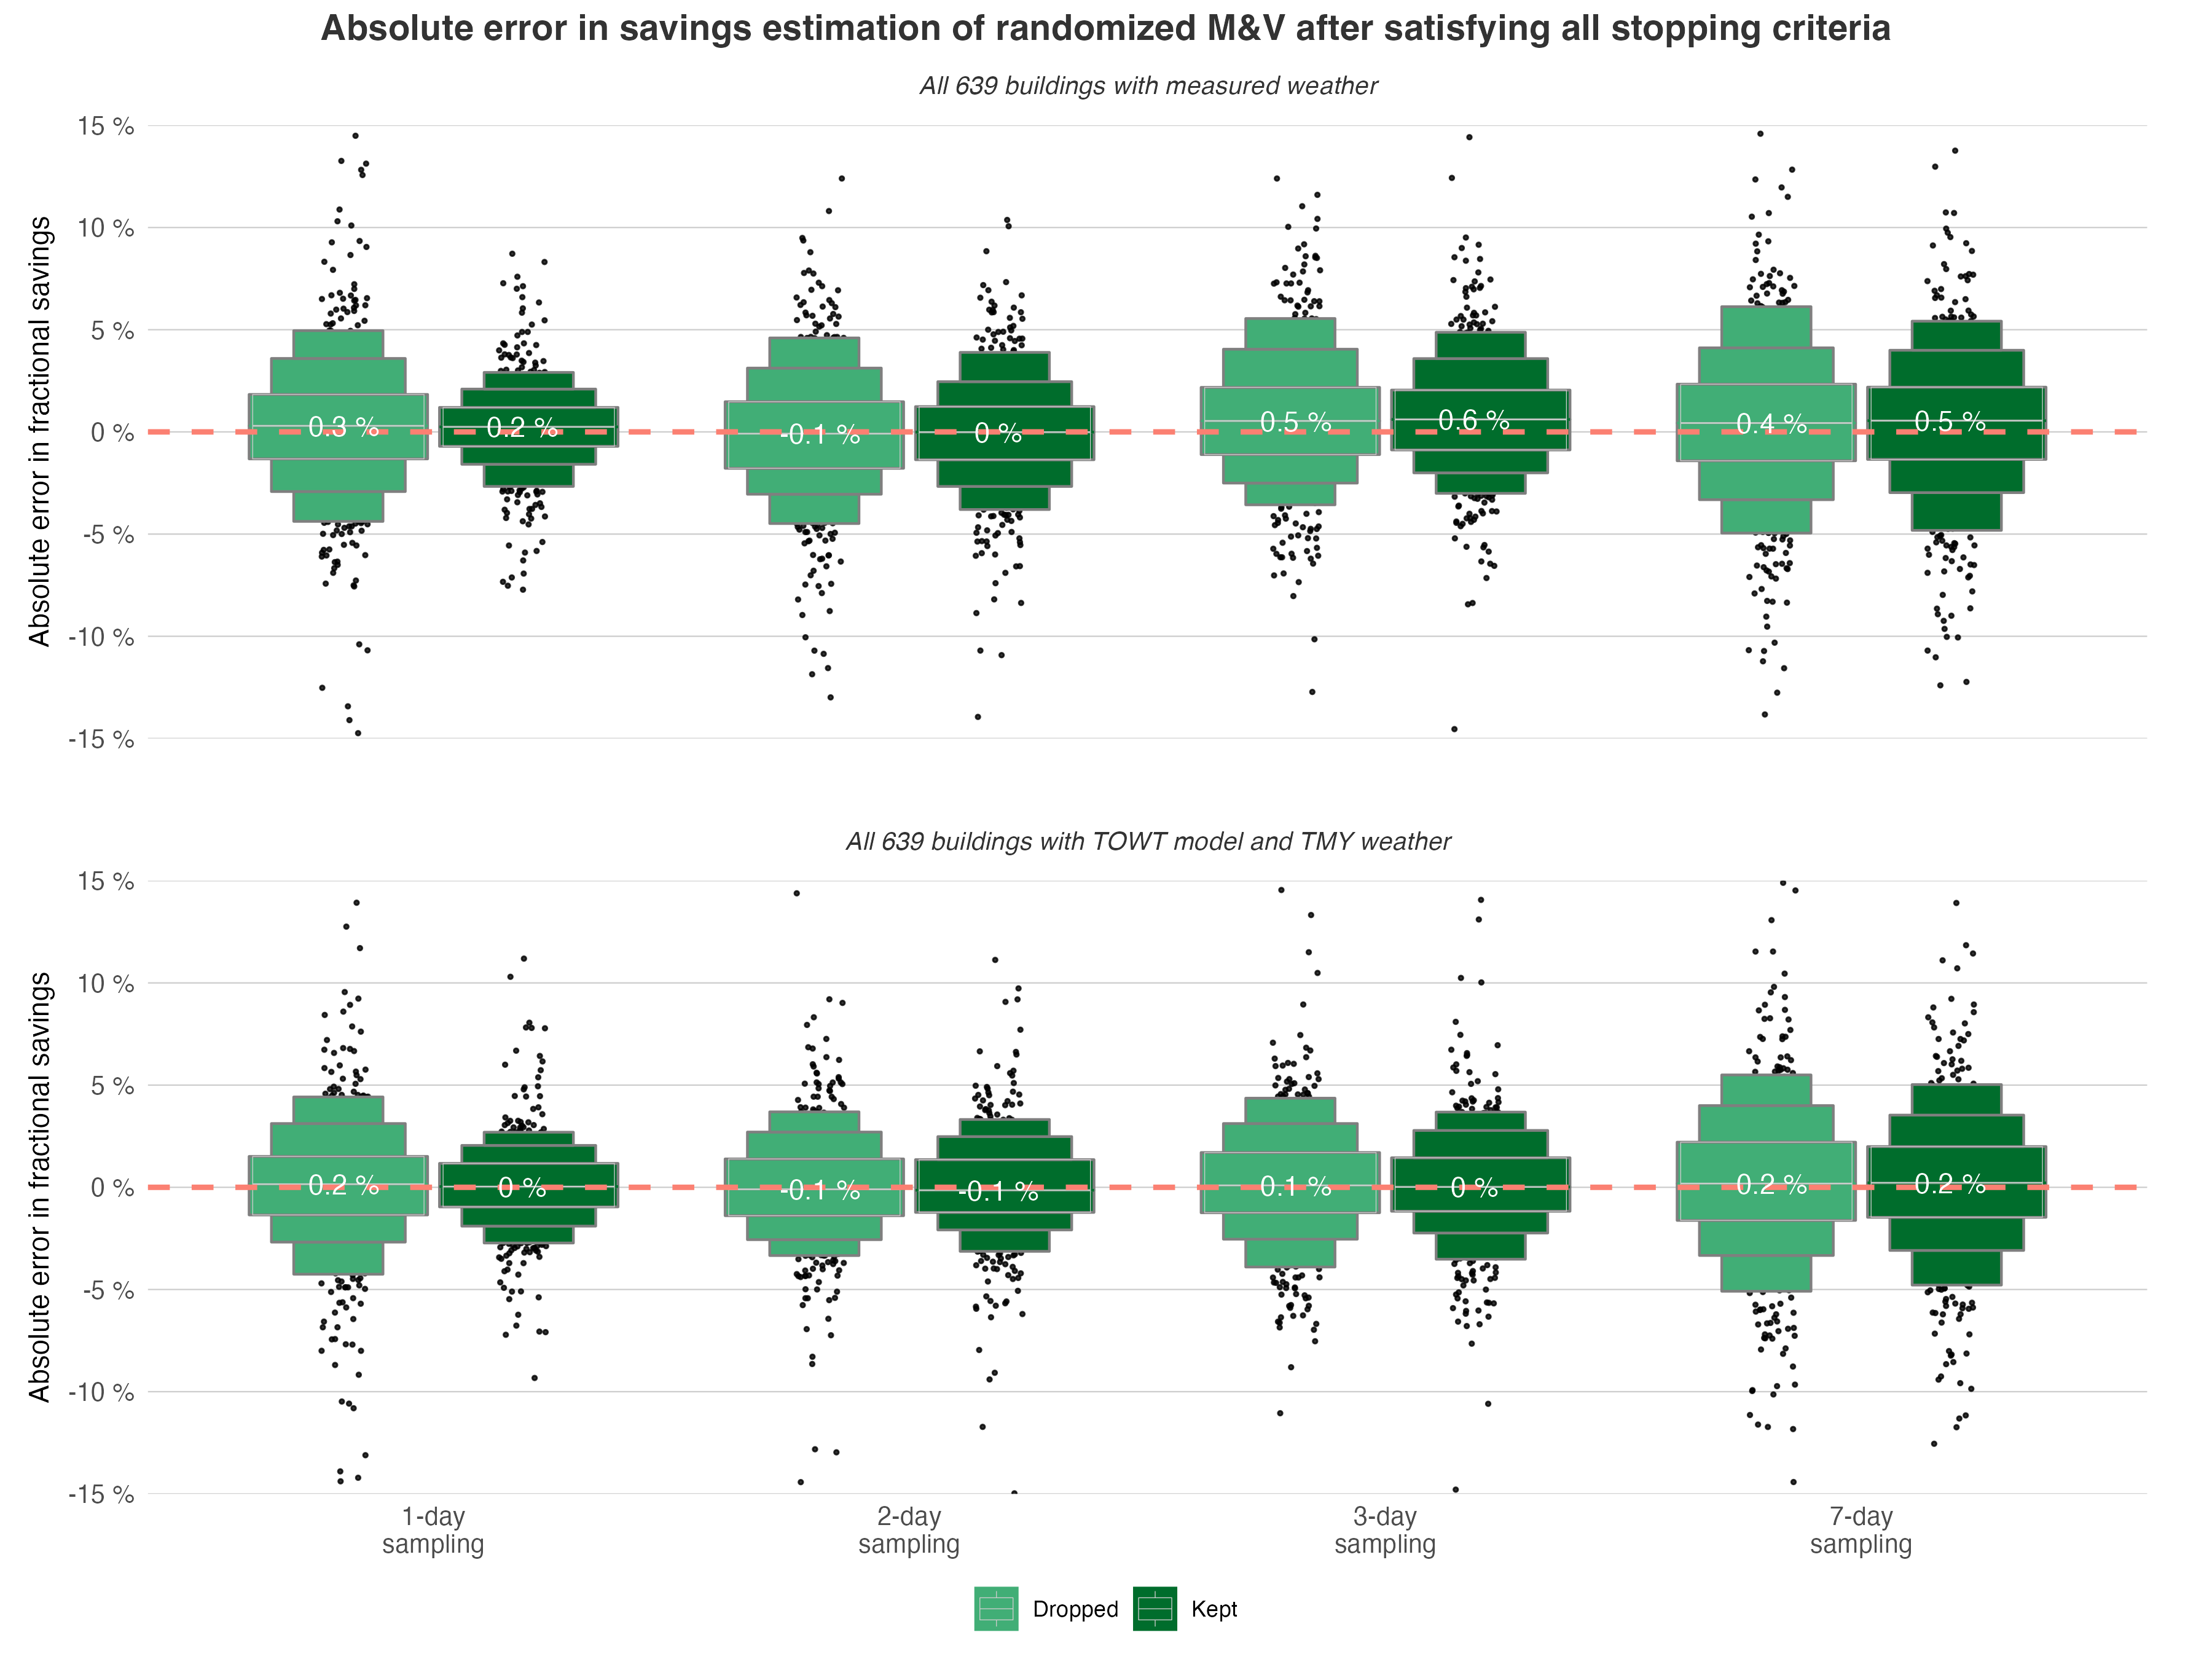 Absolute error in savings estimation of randomized M&V after satisfying all stopping criteria
All 639 buildings with measured weather
Absolute error in fractional savings
15 %
10 %
5 %
0 %
-5 %
-10 %
-15 %
0.3 %
0.2 %
-0.1 %
0 %
0.5 %
0.6 %
0.4 %
0.5 %
All 639 buildings with TOWT model and TMY weather
Absolute error in fractional savings
15 %
10 %
5 %
0 %
-5 %
-10 %
-15 %
0.2 %
0 %
-0.1 %
-0.1 %
0.1 %
0 %
0.2 %
0.2 %
1-day
sampling
2-day
sampling
3-day
sampling
7-day
sampling
Dropped
Kept